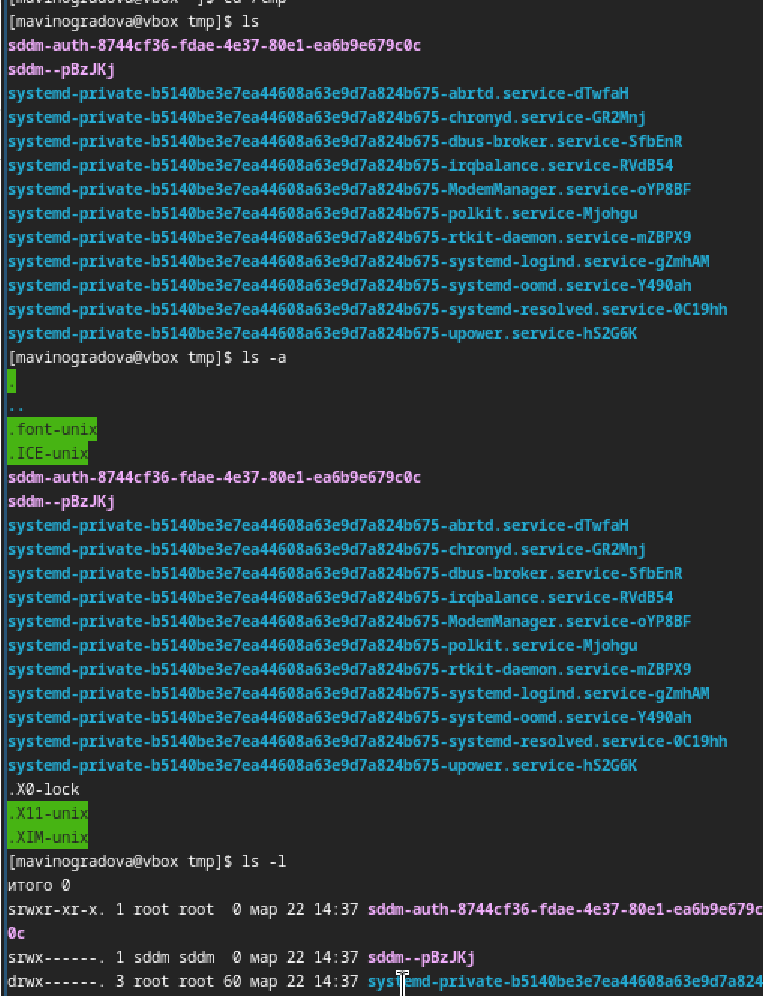 [mavinogradova@vbox tmp]$ ls
sddm-auth-8744cf36-fdae-4e37-80e1-ea6b9e679c0c
sddm--pBzJKj
systemd-private-b5140be3e7ea44608a63e9d7a824b675-abrtd.service-dTwfaH
systemd-private-b5140be3e7ea44608a63e9d7a824b675-chronyd.service-GR2Mnj
systemd-private-b5140be3e7ea44608a63e9d7a824b675-dbus-broker.service-SfbEnR
systemd-private-b5140be3e7ea44608a63e9d7a824b675-irqbalance.service-RVdB54
systemd-private-b5140be3e7ea44608a63e9d7a824b675-ModemManager.service-oYP8BF
systemd-private-b5140be3e7ea44608a63e9d7a824b675-polkit.service-Mjohgu
systemd-private-b5140be3e7ea44608a63e9d7a824b675-rtkit-daemon.service-mZBPX9
systemd-private-b5140be3e7ea44608a63e9d7a824b675-systemd-logind.service-gZmhAM
systemd-private-b5140be3e7ea44608a63e9d7a824b675-systemd-oomd.service-Y490ah
systemd-private-b5140be3e7ea44608a63e9d7a824b675-systemd-resolved.service-0C19hh
systemd-private-b5140be3e7ea44608a63e9d7a824b675-upower.service-hS2G6K
[mavinogradova@vbox tmp]$ ls -a
.
..
.font-unix
.ICE-unix
sddm-auth-8744cf36-fdae-4e37-80e1-ea6b9e679c0c
sddm--pBzJKj
systemd-private-b5140be3e7ea44608a63e9d7a824b675-abrtd.service-dTwfaH
systemd-private-b5140be3e7ea44608a63e9d7a824b675-chronyd.service-GR2Mnj
systemd-private-b5140be3e7ea44608a63e9d7a824b675-dbus-broker.service-SfbEnR
systemd-private-b5140be3e7ea44608a63e9d7a824b675-irqbalance.service-RVdB54
systemd-private-b5140be3e7ea44608a63e9d7a824b675-ModemManager.service-oYP8BF
systemd-private-b5140be3e7ea44608a63e9d7a824b675-polkit.service-Mjohgu
systemd-private-b5140be3e7ea44608a63e9d7a824b675-rtkit-daemon.service-mZBPX9
systemd-private-b5140be3e7ea44608a63e9d7a824b675-systemd-logind.service-gZmhAM
systemd-private-b5140be3e7ea44608a63e9d7a824b675-systemd-oomd.service-Y490ah
systemd-private-b5140be3e7ea44608a63e9d7a824b675-systemd-resolved.service-0C19hh
systemd-private-b5140be3e7ea44608a63e9d7a824b675-upower.service-hS2G6K
.X0-lock
.X11-unix
.XIM-unix
[mavinogradova@vbox tmp]$ ls -l
итого 0
srwxr-xr-x. 1 root root  0 мар 22 14:37 sddm-auth-8744cf36-fdae-4e37-80e1-ea6b9e679c
0c
srwx------. 1 sddm sddm  0 мар 22 14:37 sddm--pBzJKj
drwx------. 3 root root 60 мар 22 14:37 systemd-private-b5140be3e7ea44608a63e9d7a824